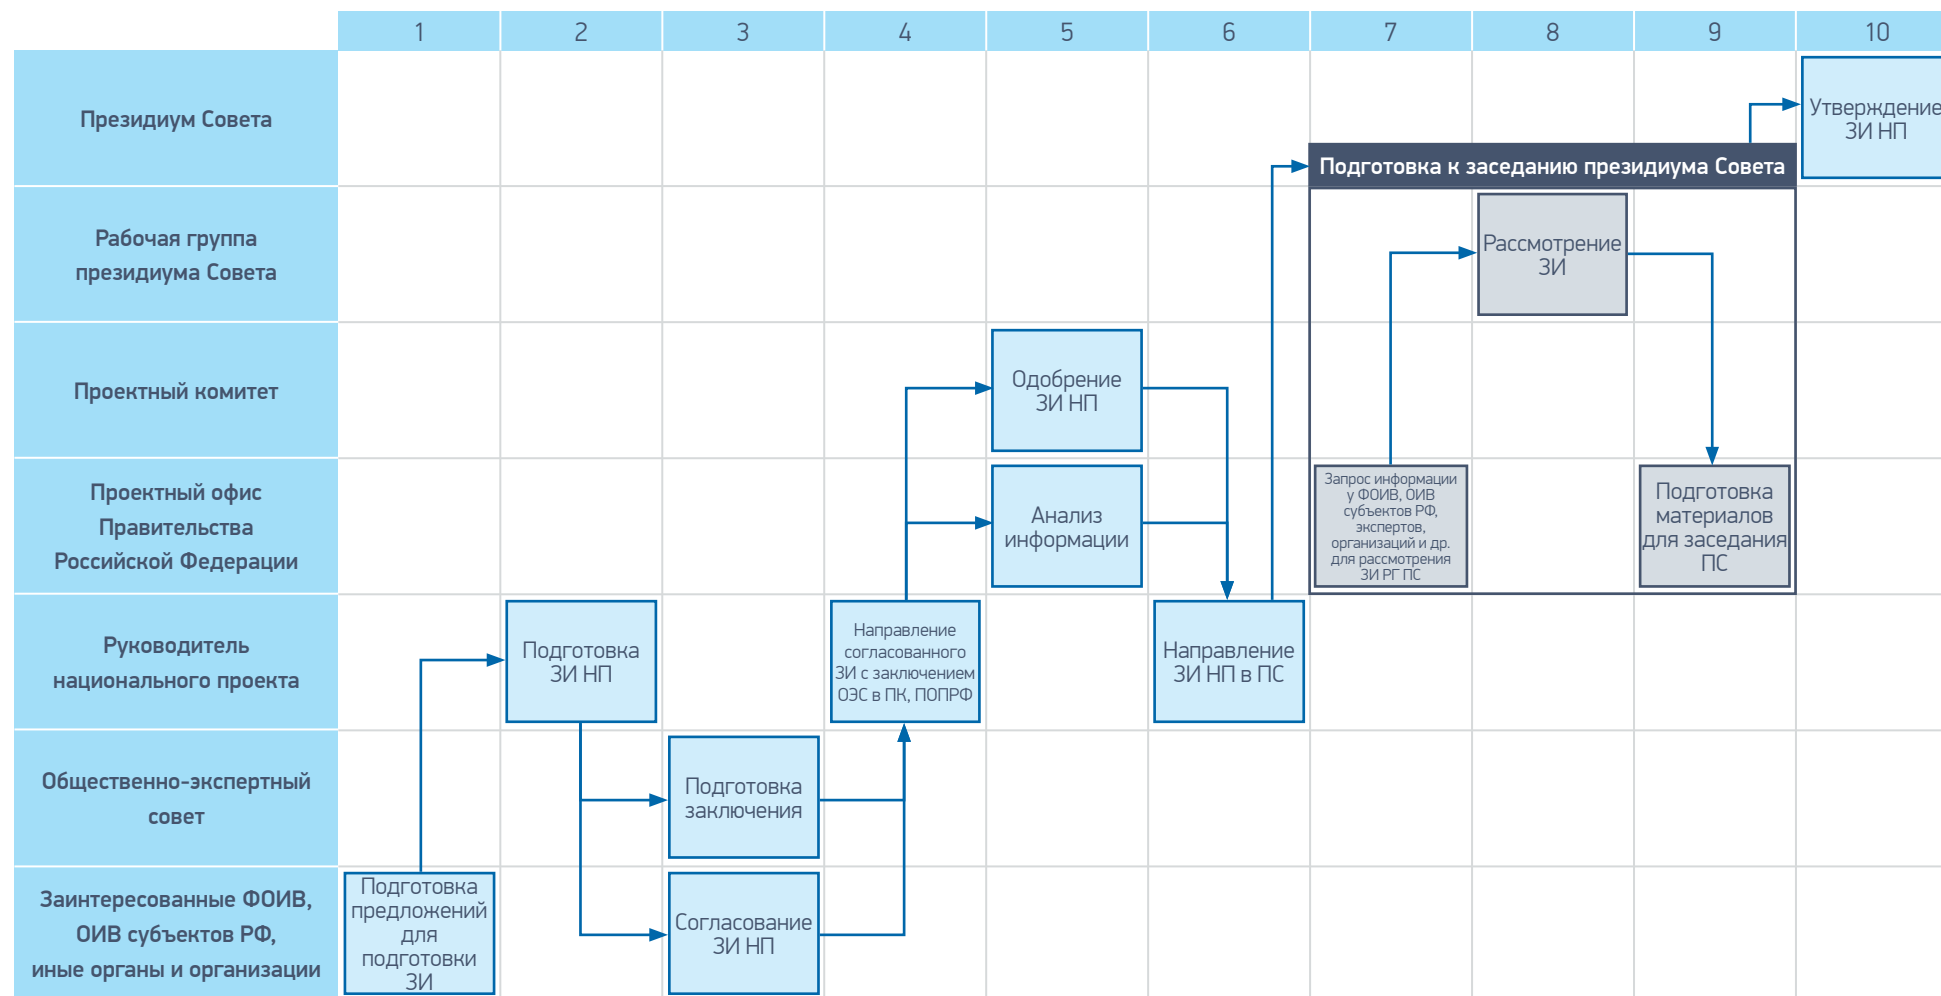 1 2 3 4 5 6 7 8 9 10
Президиум Совета
Утверждение
ЗИ НП
Подготовка к заседанию президиума Совета
Рабочая группа
президиума Совета
Рассмотрение
ЗИ
Проектный комитет
Одобрение
ЗИ НП
Проектный офис
Правительства
Российской Федерации
Анализ
информации
Запрос информации
у ФОИВ, ОИВ
субъектов РФ,
экспертов,
организаций и др.
для рассмотрения
ЗИ РГ ПС
Подготовка
материалов
для заседания
ПС
Руководитель
национального проекта
Подготовка
ЗИ НП
Направление
согласованного
ЗИ с заключением
ОЭС в ПК, ПОПРФ
Направление
ЗИ НП в ПС
Общественно-экспертный
совет
Подготовка
заключения
Заинтересованные ФОИВ,
ОИВ субъектов РФ,
иные органы и организации
Подготовка
предложений
для
подготовки
ЗИ
Согласование
ЗИ НП